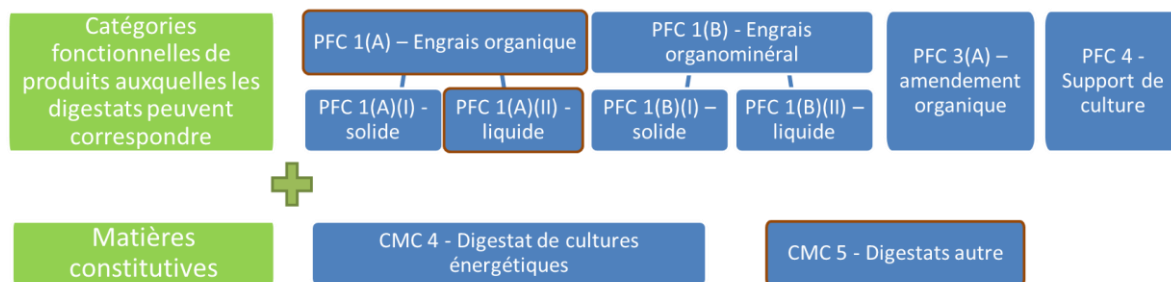 Catégories
fonctionnelles de
produits auxquelles les
digestats peuvent
correspondre
PFC 1(A) – Engrais organique
PFC 1(B) - Engrais
organominéral
PFC 1(A)(I) -
solide
PFC 1(A)(II) -
liquide
PFC 1(B)(I) –
solide
PFC 1(B)(II) –
liquide
PFC 3(A) –
amendement
organique
PFC 4 -
Support de
culture
Matières
constitutives
CMC 4 - Digestat de cultures
énergétiques
CMC 5 - Digestats autre